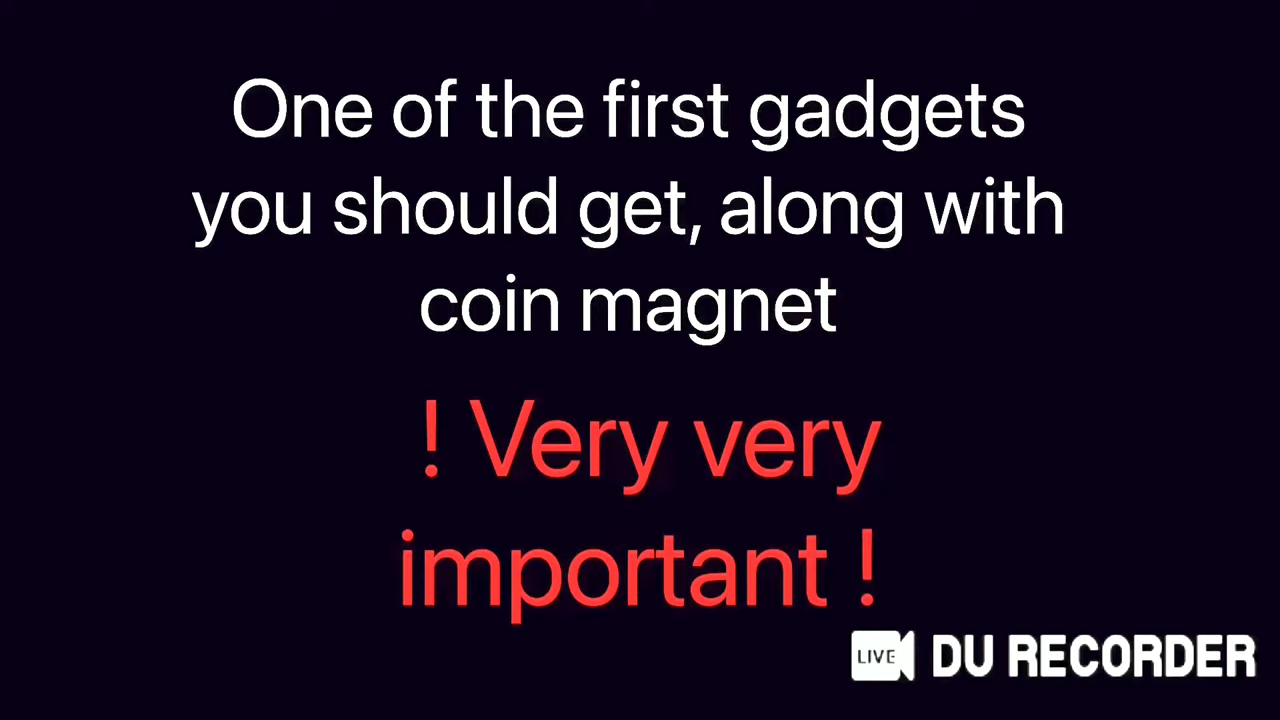 One of the first gadgets
you should get, along with
coin magnet
! Very very
important !
LIVE DU RECORDER